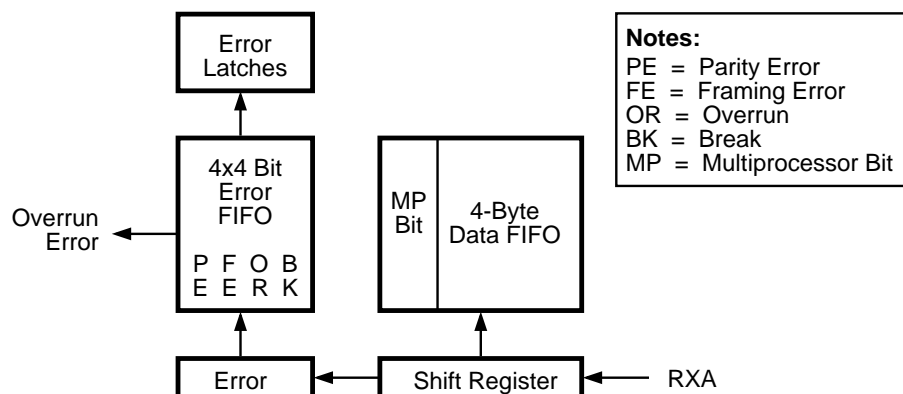 Error
Latches
Notes:
PE = Parity Error
FE = Framing Error
OR = Overrun
BK = Break
MP = Multiprocessor Bit
4x4 Bit
Error
FIFO
P F O B
E E R K
Overrun
Error
MP
Bit
4-Byte
Data FIFO
Error
Shift Register
RXA